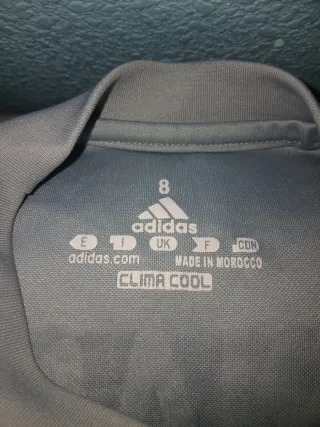 8
adidas
E I UK F CDN
adidas.com MADE IN MOROCCO
CLIMA COOL